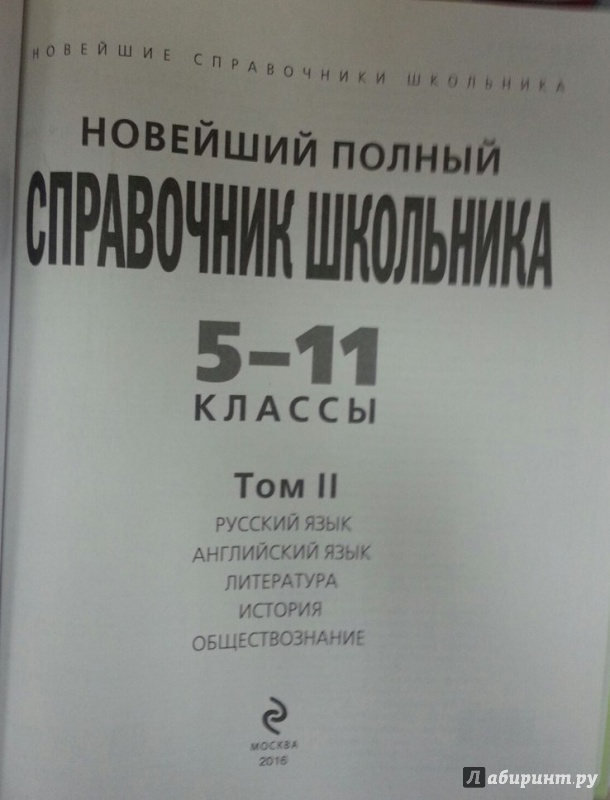 НОВЕЙШИЕ СПРАВОЧНИКИ ШКОЛЬНИКА
НОВЕЙШИЙ ПОЛНЫЙ
СПРАВОЧНИК ШКОЛЬНИКА
5–11
КЛАССЫ
Том II
РУССКИЙ ЯЗЫК
АНГЛИЙСКИЙ ЯЗЫК
ЛИТЕРАТУРА
ИСТОРИЯ
ОБЩЕСТВОЗНАНИЕ
МОСКВА
2016
Лабиринт.ру